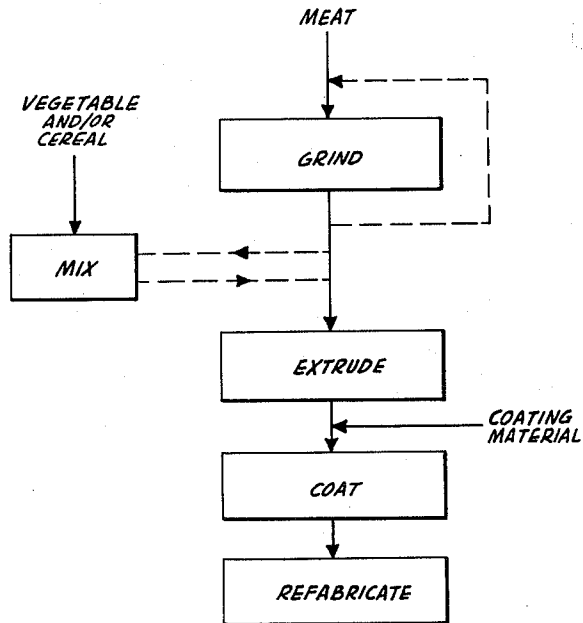 MEAT
VEGETABLE
AND/OR
CEREAL
GRIND
MIX
EXTRUDE
COATING
MATERIAL
COAT
REFABRICATE